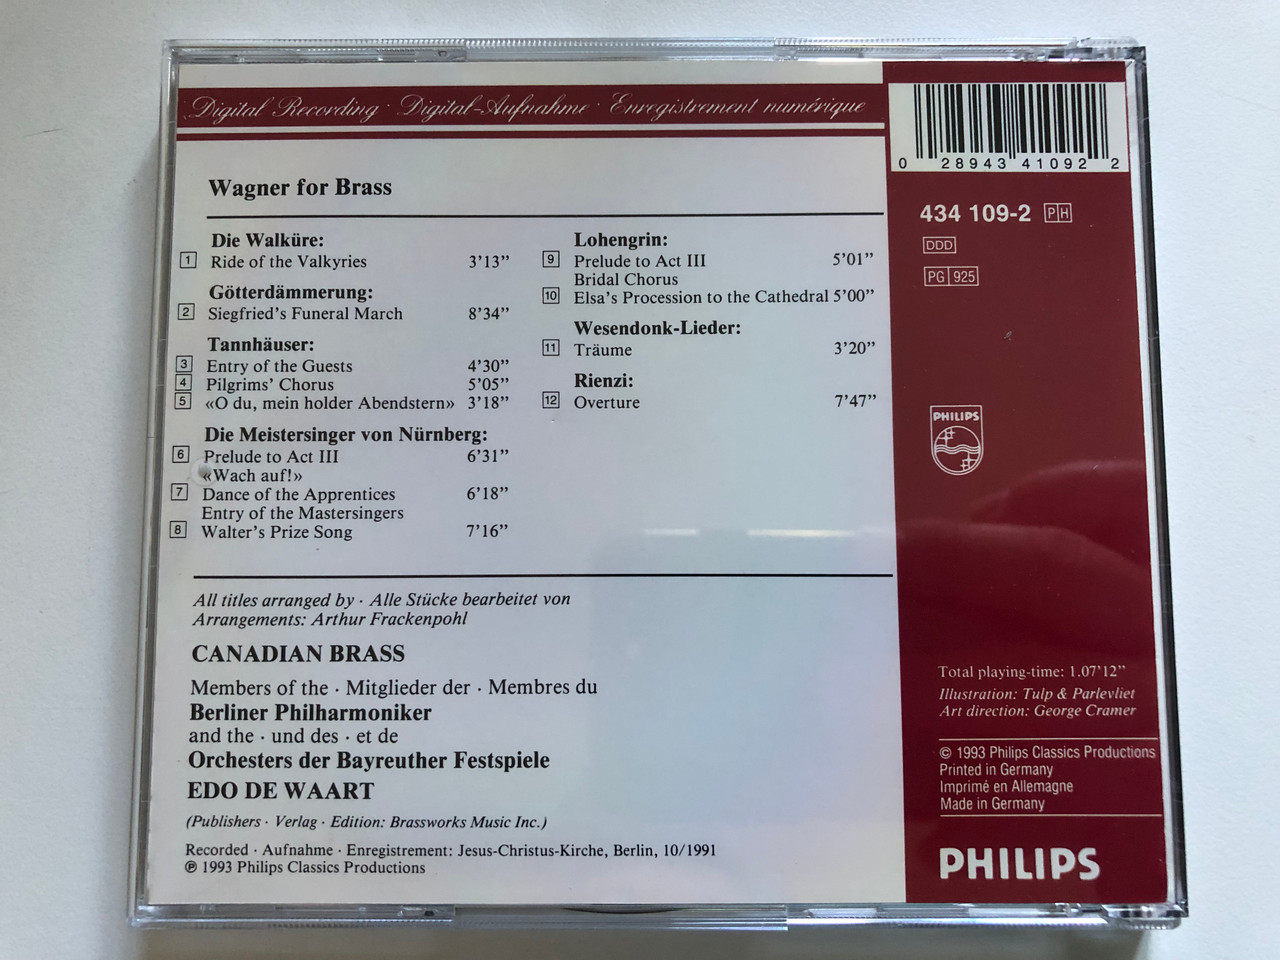 Digital Recording · Digital-Aufnahme · Enregistrement numérique
0 28943 41092 2
Wagner for Brass
Die Walküre:
1 Ride of the Valkyries 3’13”
Götterdämmerung:
2 Siegfried’s Funeral March 8’34”
Tannhäuser:
3 Entry of the Guests 4’30”
4 Pilgrims’ Chorus 5’05”
5 «O du, mein holder Abendstern» 3’18”
Die Meistersinger von Nürnberg:
6 Prelude to Act III 6’31”
«Wach auf!»
7 Dance of the Apprentices 6’18”
Entry of the Mastersingers
8 Walter’s Prize Song 7’16”
Lohengrin:
9 Prelude to Act III 5’01”
Bridal Chorus
10 Elsa’s Procession to the Cathedral 5’00”
Wesendonk-Lieder:
11 Träume 3’20”
Rienzi:
12 Overture 7’47”
All titles arranged by · Alle Stücke bearbeitet von
Arrangements: Arthur Frackenpohl
CANADIAN BRASS
Members of the · Mitglieder der · Membres du
Berliner Philharmoniker
and the · und des · et de
Orchesters der Bayreuther Festspiele
EDO DE WAART
(Publishers · Verlag · Edition: Brassworks Music Inc.)
Recorded · Aufnahme · Enregistrement: Jesus-Christus-Kirche, Berlin, 10/1991
℗ 1993 Philips Classics Productions
434 109-2 PH
DDD
PG 925
PHILIPS
Total playing-time: 1.07’12”
Illustration: Tulp & Parlevliet
Art direction: George Cramer
© 1993 Philips Classics Productions
Printed in Germany
Imprimé en Allemagne
Made in Germany
PHILIPS